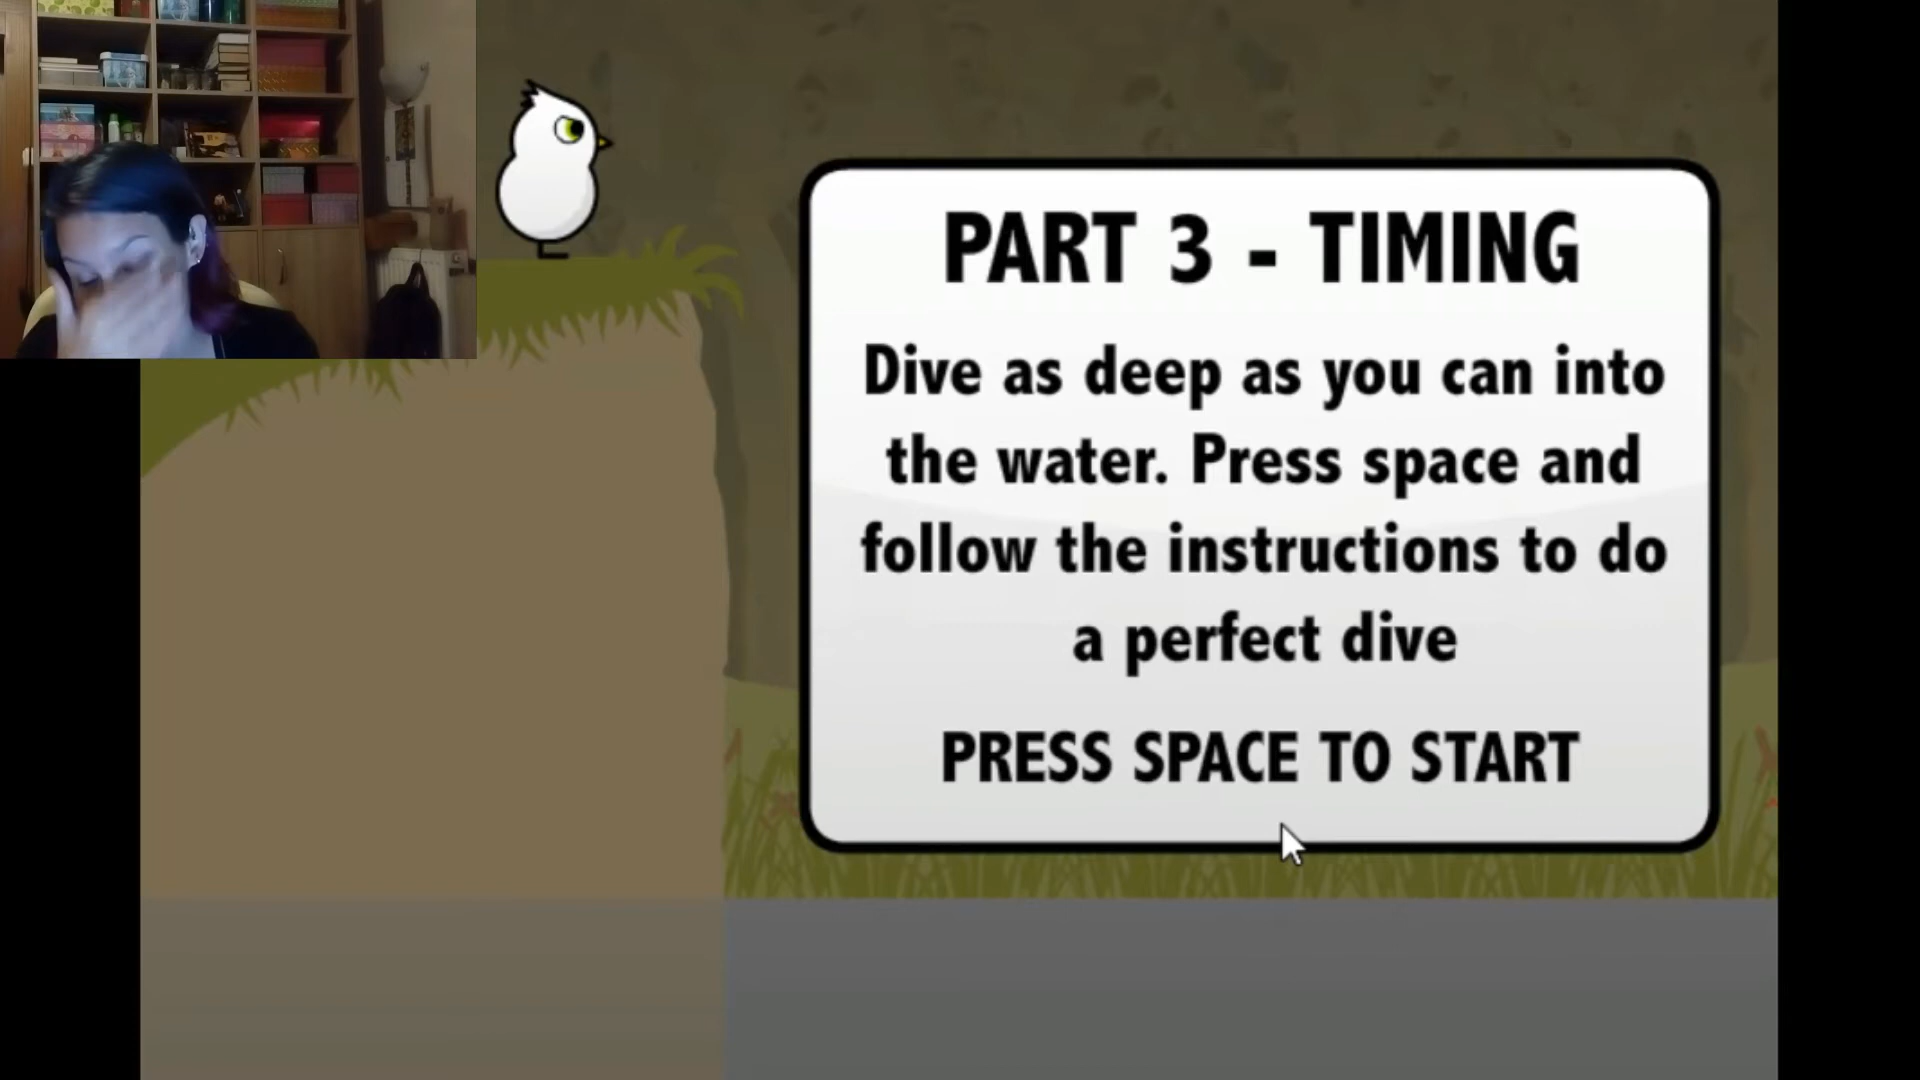 PART 3 - TIMING
Dive as deep as you can into
the water. Press space and
follow the instructions to do
a perfect dive
PRESS SPACE TO START